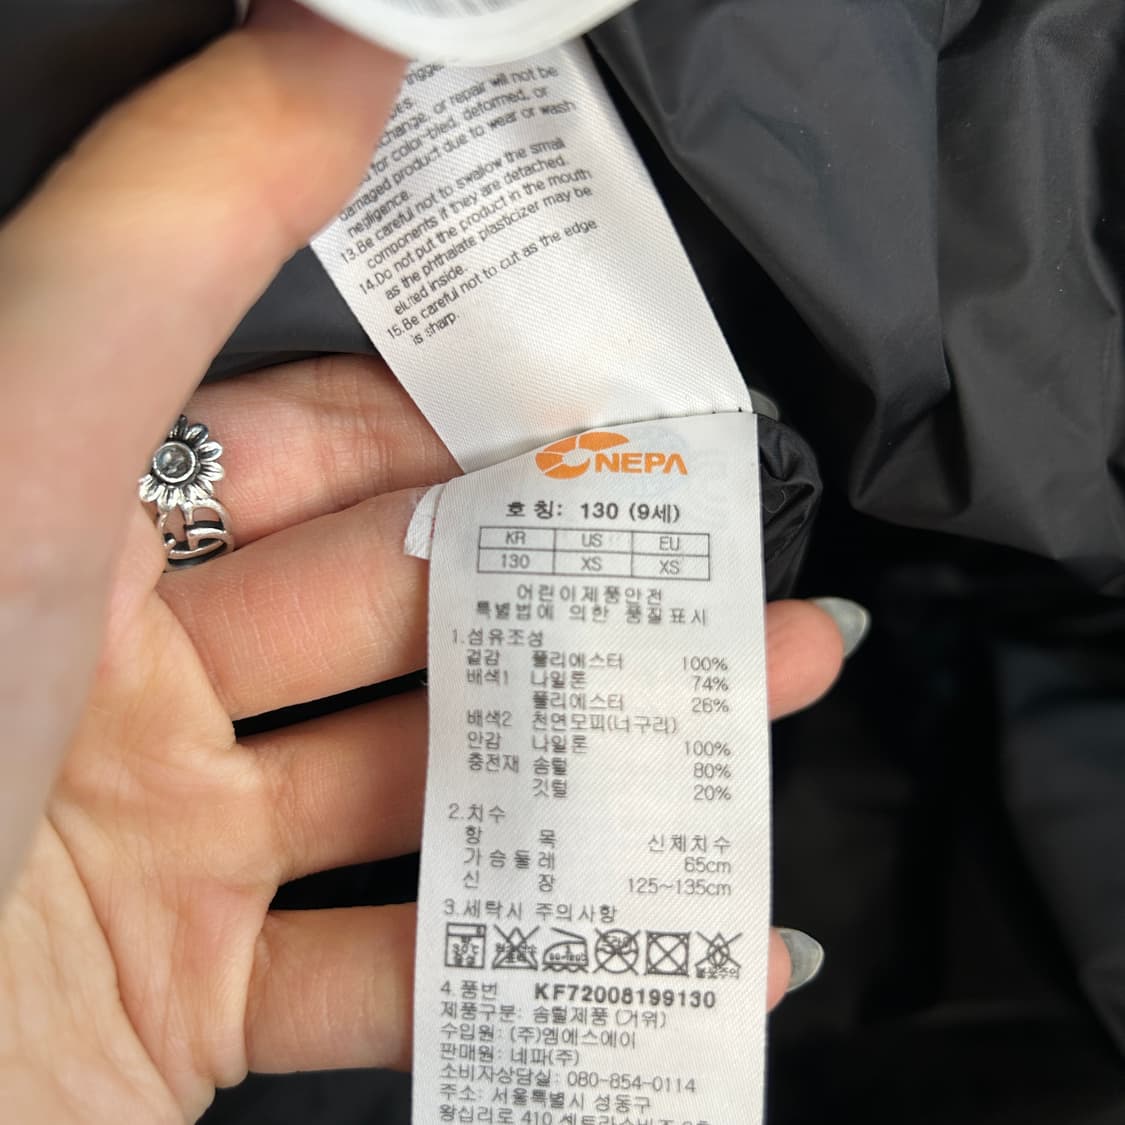 trigge
es.
change, or repair will not be
for color-pled, deformed, or
damaged product due to wear or wash
negligence.
13.Be careful not to swallow the small
components if they are detached.
14.Do not put the product in the mouth
as the phthalate plasticizer may be
eluted inside.
15.Be careful not to cut as the edge
is sharp.
NEPA
호 칭: 130 (9세)
KR US EU
130 XS XS
어린이제품안전
특별법에 의한 품질표시
1.섬유조성
겉감 폴리에스터 100%
배색1 나일론 74%
폴리에스터 26%
배색2 천연모피(너구리)
안감 나일론 100%
충전재 솜털 80%
깃털 20%
2.치수
항 목 신체치수
가슴둘레 65cm
신 장 125~135cm
3.세탁시 주의사항
30℃
4.품번 KF72008199130
제품구분: 솜털제품 (거위)
수입원: (주)엠에스에이
판매원: 네파(주)
소비자상담실: 080-854-0114
주소: 서울특별시 성동구
왕십리로 410